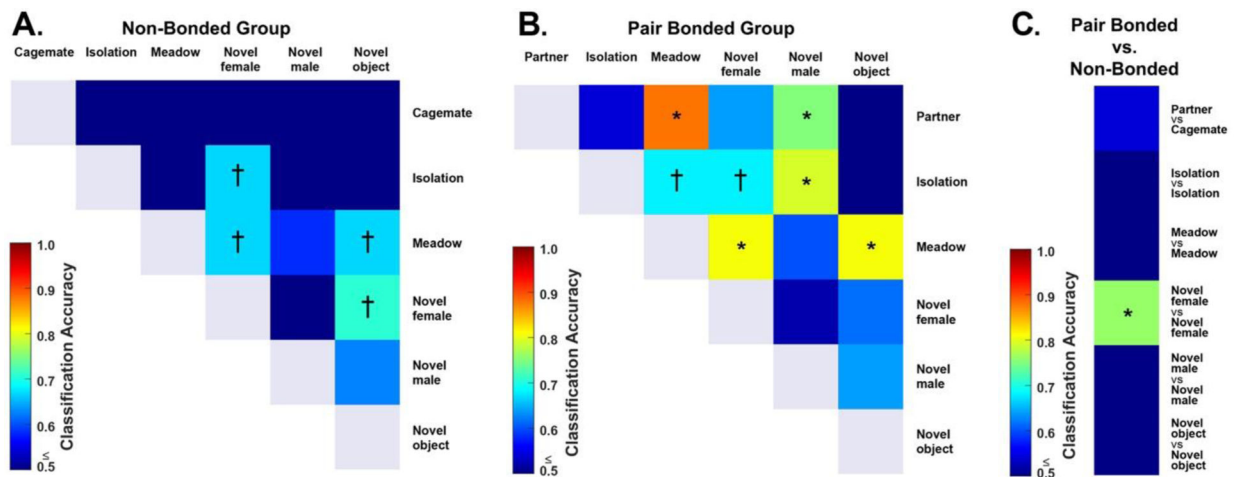 A.
Non-Bonded Group
Cagemate Isolation Meadow Novel female Novel male Novel object
Cagemate
Isolation
†
Meadow
† †
Novel
female
†
Novel
male
Novel
object
1.0
0.9
0.8
0.7
0.6
≤
0.5
Classification Accuracy
B.
Pair Bonded Group
Partner Isolation Meadow Novel female Novel male Novel object
Partner
* *
Isolation
† † *
Meadow
* *
Novel
female
Novel
male
Novel
object
1.0
0.9
0.8
0.7
0.6
≤
0.5
Classification Accuracy
C.
Pair Bonded
vs.
Non-Bonded
Partner
vs
Cagemate
Isolation
vs
Isolation
Meadow
vs
Meadow
*
Novel
female
vs
Novel
female
Novel
male
vs
Novel
male
Novel
object
vs
Novel
object
1.0
0.9
0.8
0.7
0.6
≤
0.5
Classification Accuracy